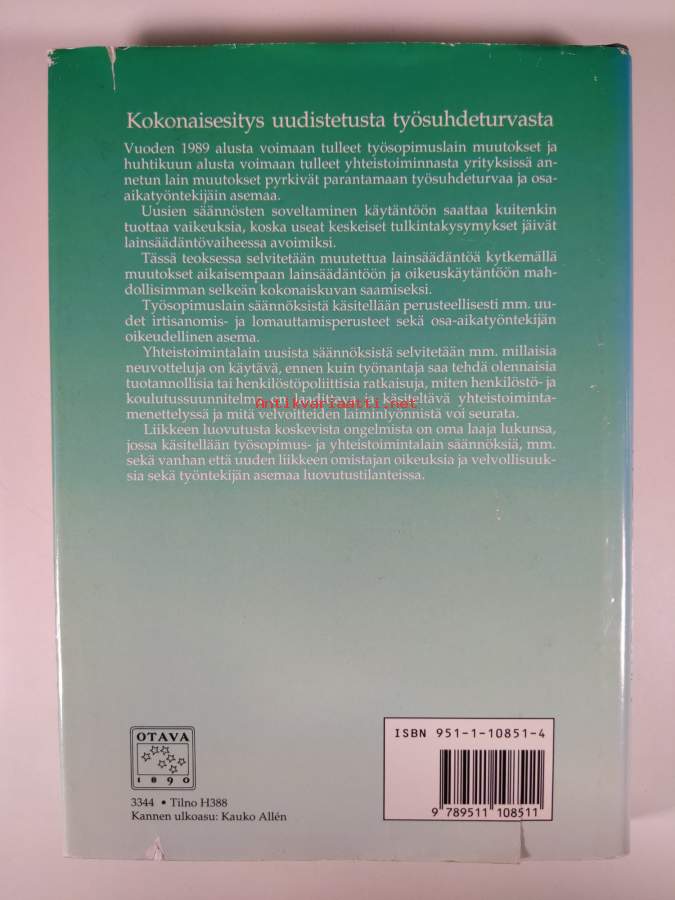 Kokonaisesitys uudistetusta työsuhdeturvasta
Vuoden 1989 alusta voimaan tulleet työsopimuslain muutokset ja
huhtikuun alusta voimaan tulleet yhteistoiminnasta yrityksissä an-
netun lain muutokset pyrkivät parantamaan työsuhdeturvaa ja osa-
aikatyöntekijäin asemaa.
Uusien säännösten soveltaminen käytäntöön saattaa kuitenkin
tuottaa vaikeuksia, koska useat keskeiset tulkintakysymykset jäivät
lainsäädäntövaiheessa avoimiksi.
Tässä teoksessa selvitetään muutettua lainsäädäntöä kytkemällä
muutokset aikaisempaan lainsäädäntöön ja oikeuskäytäntöön mah-
dollisimman selkeän kokonaiskuvan saamiseksi.
Työsopimuslain säännöksistä käsitellään perusteellisesti mm. uu-
det irtisanomis- ja lomauttamisperusteet sekä osa-aikatyöntekijän
oikeudellinen asema.
Yhteistoimintalain uusista säännöksistä selvitetään mm. millaisia
neuvotteluja on käytävä, ennen kuin työnantaja saa tehdä olennaisia
tuotannollisia tai henkilöstöpoliittisia ratkaisuja, miten henkilöstö- ja
koulutussuunnitelmat on laadittava ja käsiteltävä yhteistoiminta-
Antikvariaatti.net
menettelyssä ja mitä velvoitteiden laiminlyönnistä voi seurata.
Liikkeen luovutusta koskevista ongelmista on oma laaja lukunsa,
jossa käsitellään työsopimus- ja yhteistoimintalain säännöksiä, mm.
sekä vanhan että uuden liikkeen omistajan oikeuksia ja velvollisuuk-
sia sekä työntekijän asemaa luovutustilanteissa.
OTAVA
1890
3344 • Tilno H388
Kannen ulkoasu: Kauko Allén
ISBN 951-1-10851-4
9 789511 108511